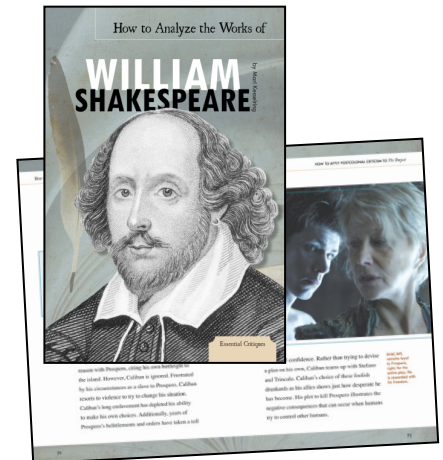 How to Analyze the Works of
WILLIAM
SHAKESPEARE
by Mari Kesselring
Essential Critiques
HOW TO APPLY POSTCOLONIAL CRITICISM TO The Tempest
reason with Prospero, citing his own birthright to
the island. However, Caliban is ignored. Frustrated
by his circumstances as a slave to Prospero, Caliban
resorts to violence to try to change his situation.
Caliban's long enslavement has depleted his ability
to make his own choices. Additionally, years of
Prospero's belittlements and orders have taken a toll
confidence. Rather than trying to devise
a plan on his own, Caliban teams up with Stefano
and Trinculo. Caliban's choice of these foolish
drunkards as his allies shows just how desperate he
has become. His plot to kill Prospero illustrates the
negative consequences that can occur when humans
try to control other humans.